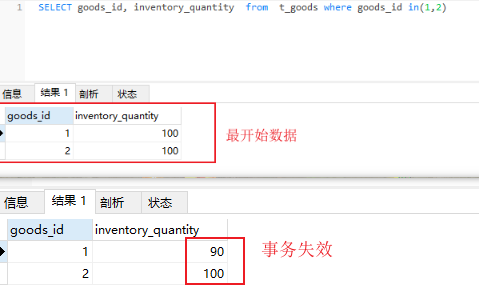 1 SELECT goods_id, inventory_quantity from t_goods where goods_id in(1,2)
信息 结果 1 剖析 状态
goods_id inventory_quantity
1 100
2 100
最开始数据
信息 结果 1 剖析 状态
goods_id inventory_quantity
1 90
2 100
事务失效